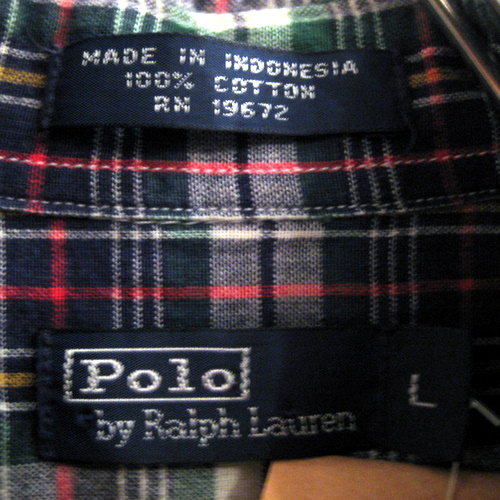 MADE IN INDONESIA
100% COTTON
RN 19672
Polo
by Ralph Lauren
L